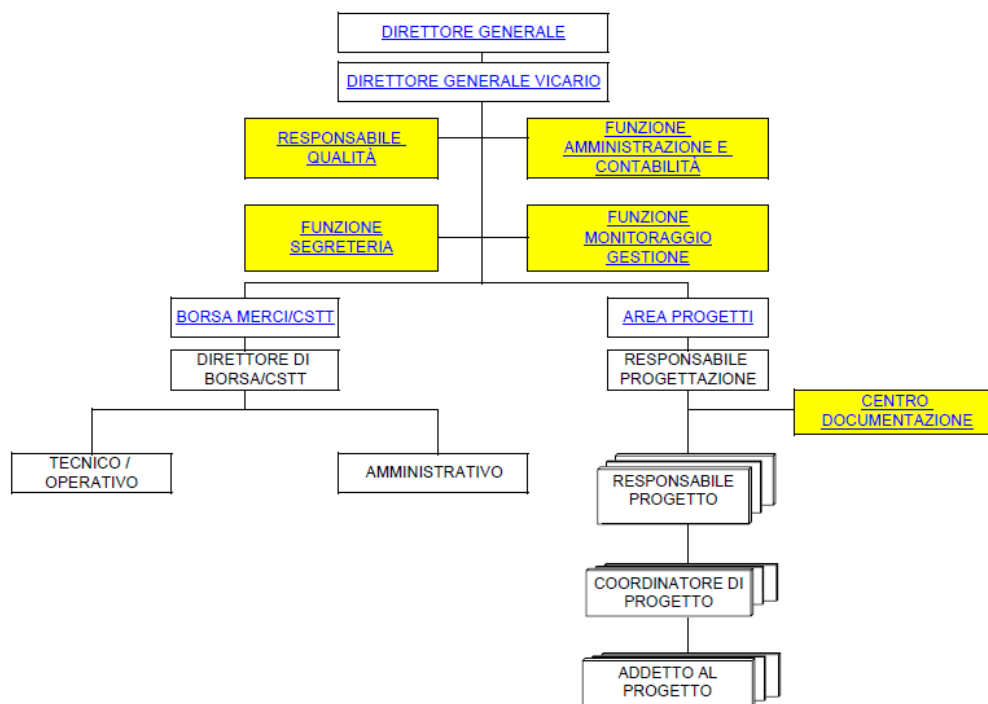 DIRETTORE GENERALE
DIRETTORE GENERALE VICARIO
RESPONSABILE
QUALITÀ
FUNZIONE
AMMINISTRAZIONE E
CONTABILITÀ
FUNZIONE
SEGRETERIA
FUNZIONE
MONITORAGGIO
GESTIONE
BORSA MERCI/CSTT
AREA PROGETTI
DIRETTORE DI
BORSA/CSTT
RESPONSABILE
PROGETTAZIONE
CENTRO
DOCUMENTAZIONE
TECNICO /
OPERATIVO
AMMINISTRATIVO
RESPONSABILE
PROGETTO
COORDINATORE DI
PROGETTO
ADDETTO AL
PROGETTO